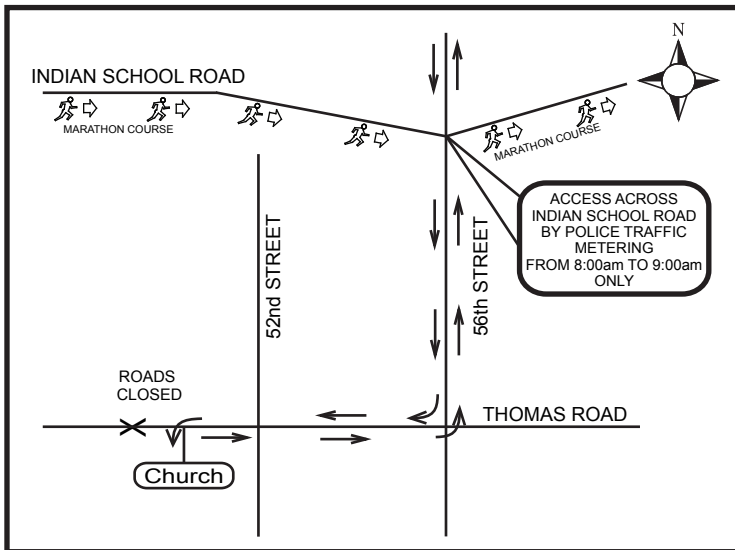 N
INDIAN SCHOOL ROAD
MARATHON COURSE
MARATHON COURSE
ACCESS ACROSS
INDIAN SCHOOL ROAD
BY POLICE TRAFFIC
METERING
FROM 8:00am TO 9:00am
ONLY
52nd STREET
56th STREET
ROADS
CLOSED
THOMAS ROAD
Church